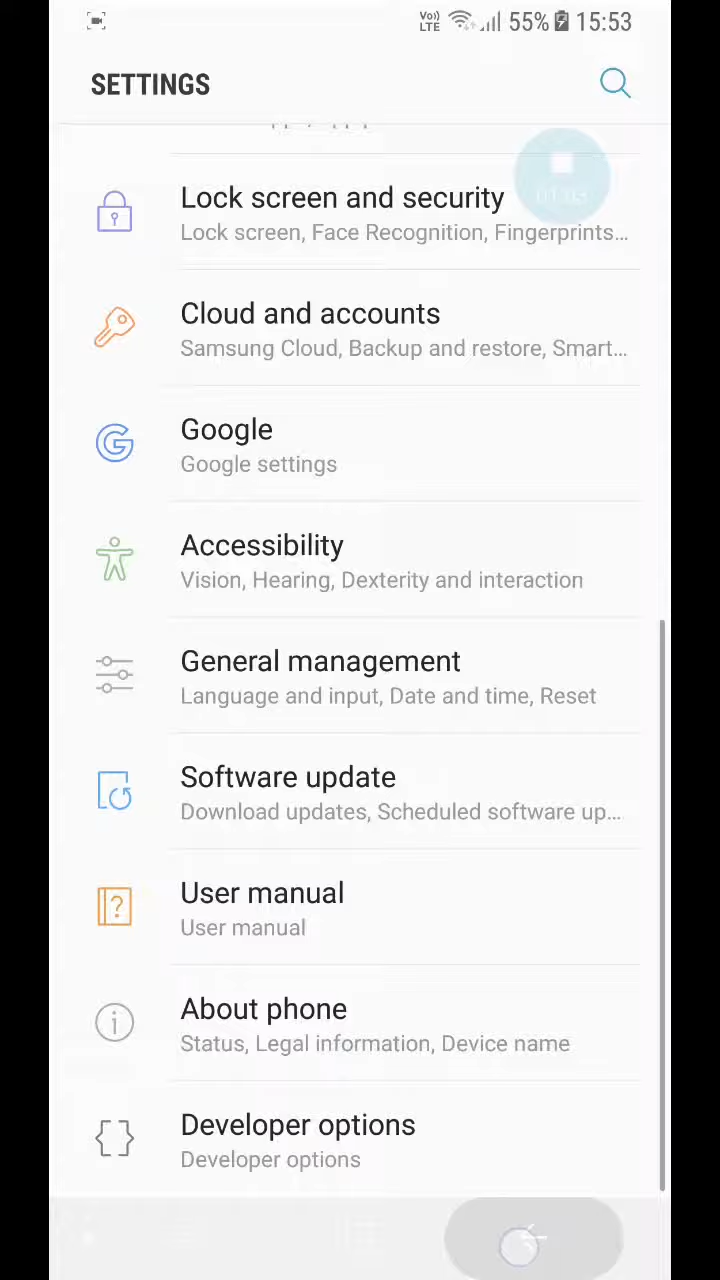 Vo)) LTE 55% 15:53
SETTINGS
Lock screen and security
Lock screen, Face Recognition, Fingerprints...
Cloud and accounts
Samsung Cloud, Backup and restore, Smart...
Google
Google settings
Accessibility
Vision, Hearing, Dexterity and interaction
General management
Language and input, Date and time, Reset
Software update
Download updates, Scheduled software up...
User manual
User manual
About phone
Status, Legal information, Device name
Developer options
Developer options